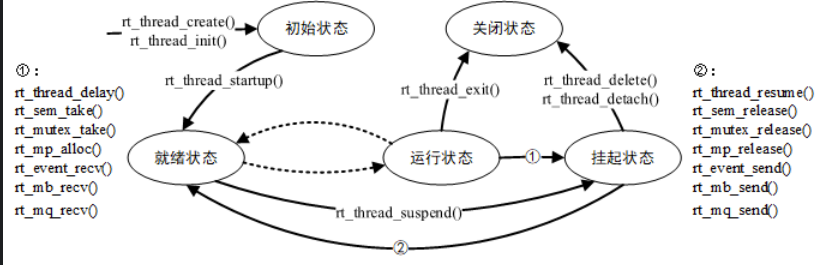 rt_thread_create()
rt_thread_init()
初始状态
关闭状态
①：
rt_thread_delay()
rt_sem_take()
rt_mutex_take()
rt_mp_alloc()
rt_event_recv()
rt_mb_recv()
rt_mq_recv()
rt_thread_startup()
rt_thread_exit()
rt_thread_delete()
rt_thread_detach()
②：
rt_thread_resume()
rt_sem_release()
rt_mutex_release()
rt_mp_release()
rt_event_send()
rt_mb_send()
rt_mq_send()
就绪状态
运行状态
①
挂起状态
rt_thread_suspend()
②